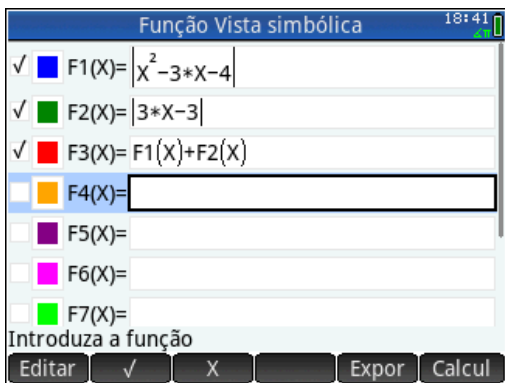 Função Vista simbólica 18:41
∡π
√ F1(X)= |X²-3*X-4|
√ F2(X)= |3*X-3|
√ F3(X)= F1(X)+F2(X)
F4(X)=
F5(X)=
F6(X)=
F7(X)=
Introduza a função
Editar √ X Expor Calcul